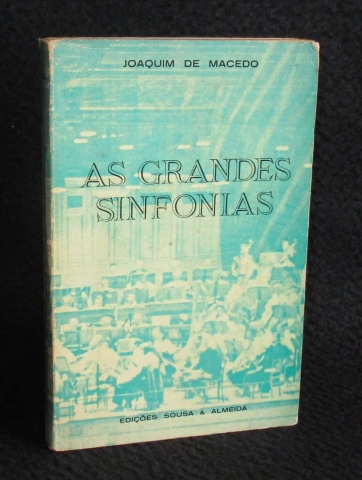 JOAQUIM DE MACEDO
AS GRANDES
SINFONIAS
EDIÇÕES SOUSA & ALMEIDA